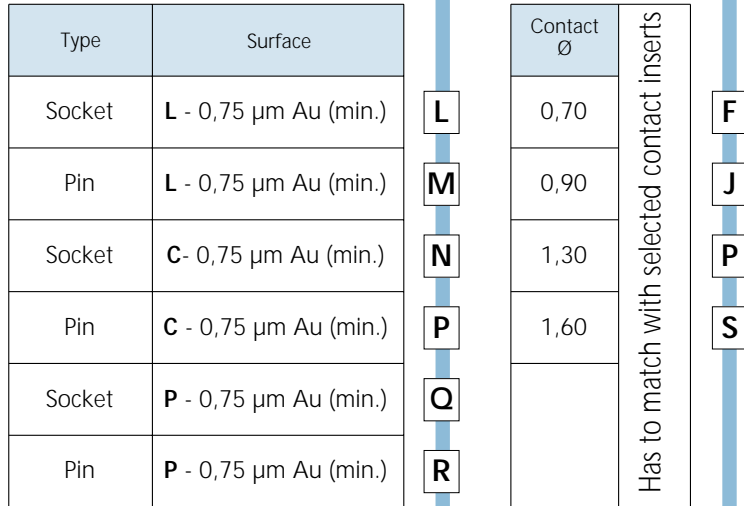 Type Surface
Socket L - 0,75 µm Au (min.) L
Pin L - 0,75 µm Au (min.) M
Socket C- 0,75 µm Au (min.) N
Pin C - 0,75 µm Au (min.) P
Socket P - 0,75 µm Au (min.) Q
Pin P - 0,75 µm Au (min.) R
Contact
Ø
0,70 F
0,90 J
1,30 P
1,60 S
Has to match with selected contact inserts